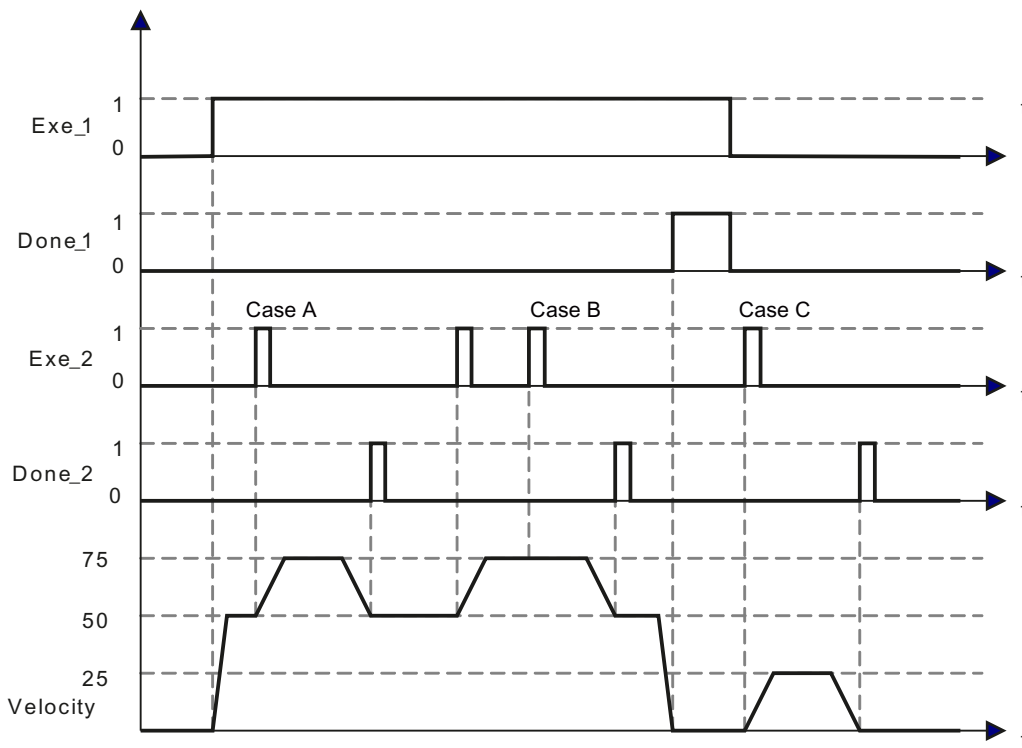 1
Exe_1
0
1
Done_1
0
Case A
Case B
Case C
1
Exe_2
0
1
Done_2
0
75
50
25
Velocity